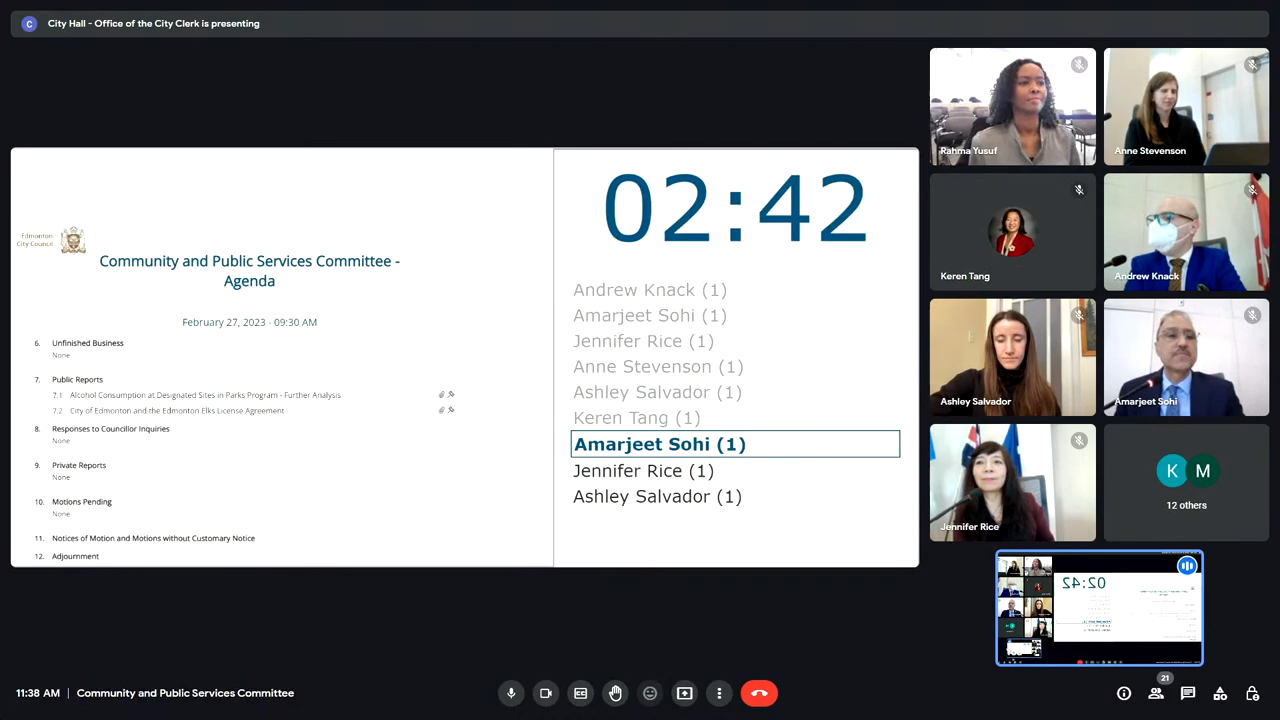 C City Hall - Office of the City Clerk is presenting
Edmonton
City Council
Community and Public Services Committee -
Agenda
February 27, 2023 - 09:30 AM
6. Unfinished Business
None
7. Public Reports
7.1 Alcohol Consumption at Designated Sites in Parks Program - Further Analysis
7.2 City of Edmonton and the Edmonton Elks License Agreement
8. Responses to Councillor Inquiries
None
9. Private Reports
None
10. Motions Pending
None
11. Notices of Motion and Motions without Customary Notice
12. Adjournment
02:42
Andrew Knack (1)
Amarjeet Sohi (1)
Jennifer Rice (1)
Anne Stevenson (1)
Ashley Salvador (1)
Keren Tang (1)
Amarjeet Sohi (1)
Jennifer Rice (1)
Ashley Salvador (1)
Rahma Yusuf
Anne Stevenson
Keren Tang
Andrew Knack
Ashley Salvador
Amarjeet Sohi
Jennifer Rice
K M
12 others
02:42
11:38 AM | Community and Public Services Committee
21